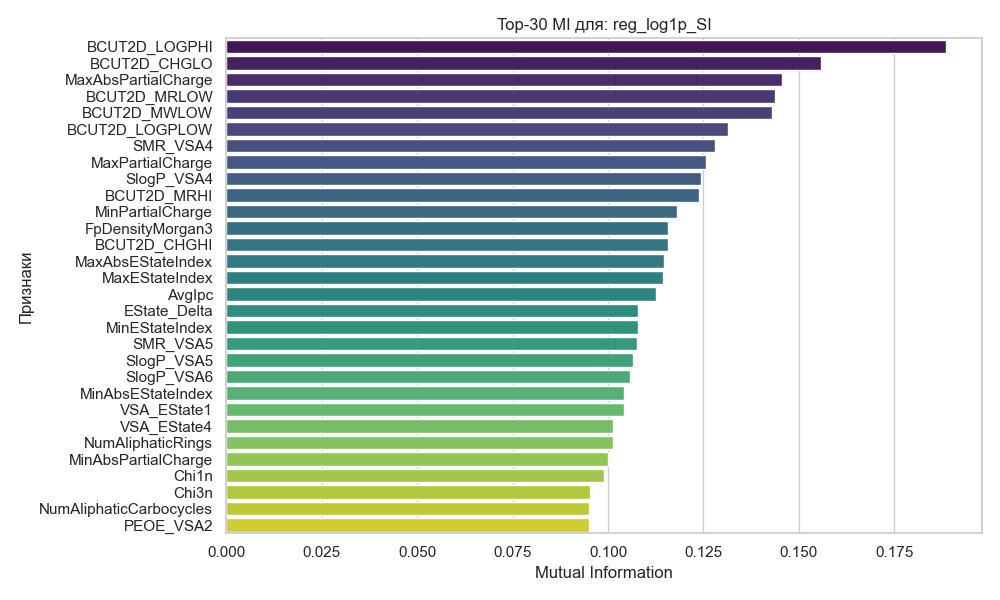 Top-30 MI для: reg_log1p_SI
BCUT2D_LOGPHI
BCUT2D_CHGLO
MaxAbsPartialCharge
BCUT2D_MRLOW
BCUT2D_MWLOW
BCUT2D_LOGPLOW
SMR_VSA4
MaxPartialCharge
SlogP_VSA4
BCUT2D_MRHI
MinPartialCharge
FpDensityMorgan3
BCUT2D_CHGHI
MaxAbsEStateIndex
MaxEStateIndex
AvgIpc
EState_Delta
MinEStateIndex
SMR_VSA5
SlogP_VSA5
SlogP_VSA6
MinAbsEStateIndex
VSA_EState1
VSA_EState4
NumAliphaticRings
MinAbsPartialCharge
Chi1n
Chi3n
NumAliphaticCarbocycles
PEOE_VSA2
Признаки
0.000 0.025 0.050 0.075 0.100 0.125 0.150 0.175
Mutual Information